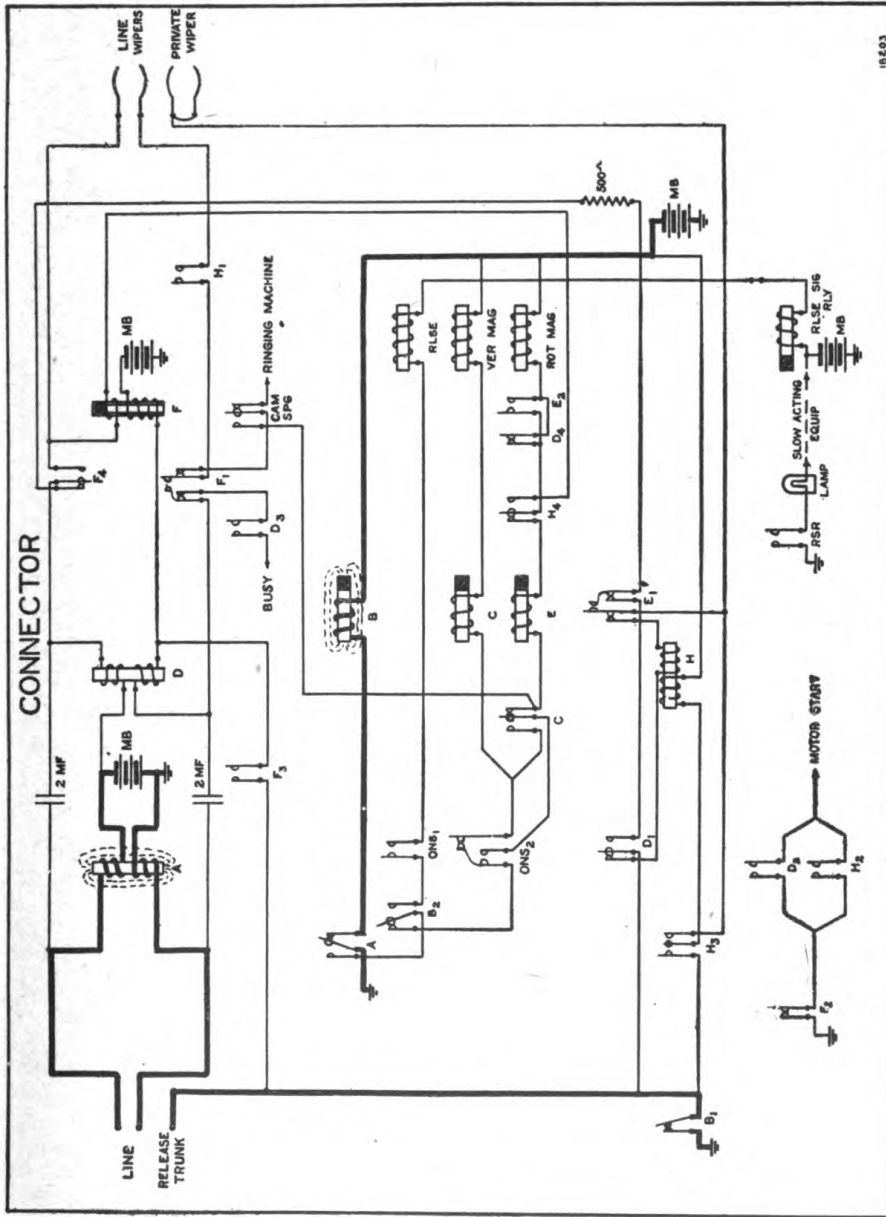 CONNECTOR
LINE
WIPERS
PRIVATE
WIPER
LINE
RELEASE
TRUNK
2 MF
2 MF
A
MB
D
F3
F4
F
MB
F1
H1
D3
BUSY
CAM
SPG
RINGING MACHINE
500
MB
A
B2
ONS1
ONS2
B
C
C
E
RLSE
VER MAG
ROT MAG
H4
D4
E2
B1
H3
D1
H
E1
F2
D2
H2
MOTOR START
RSR
LAMP
SLOW ACTING
EQUIP
RLSE SIG
RLY
MB
18293